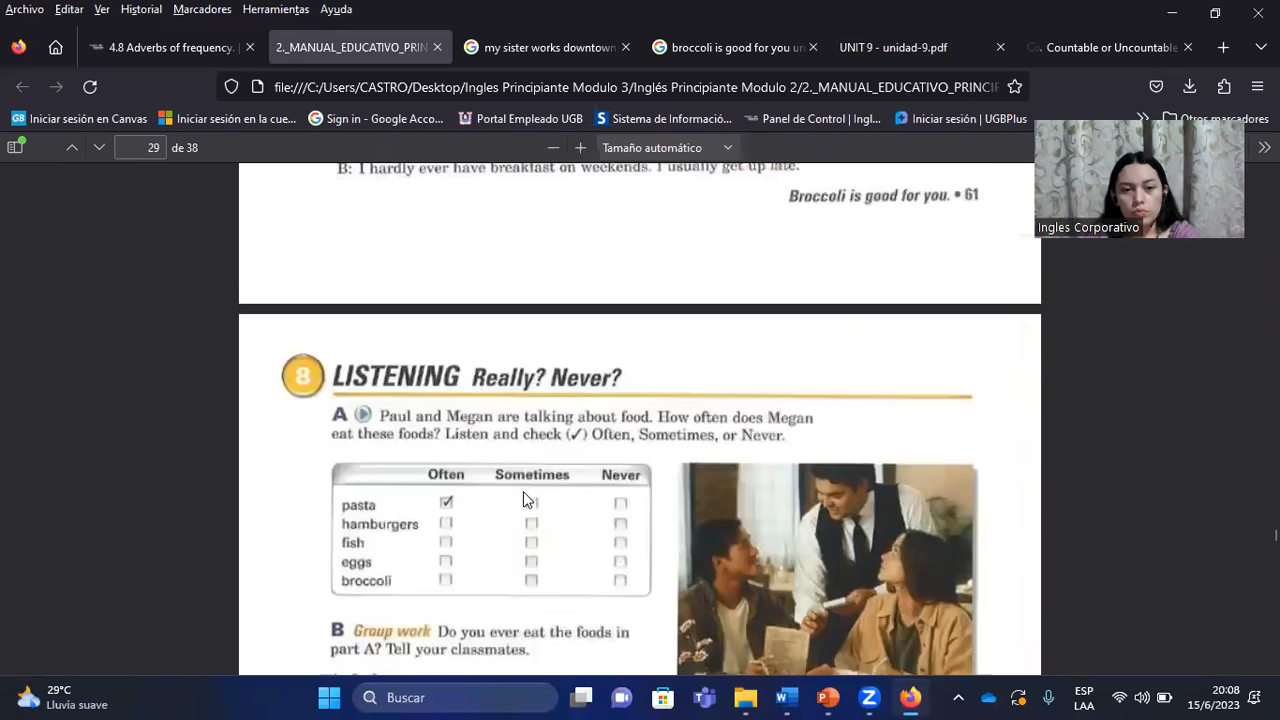 Archivo Editar Ver Historial Marcadores Herramientas Ayuda
4.8 Adverbs of frequency.
2._MANUAL_EDUCATIVO_PRIN
my sister works downtown
broccoli is good for you un
UNIT 9 - unidad-9.pdf
Countable or Uncountable
file:///C:/Users/CASTRO/Desktop/Ingles Principiante Modulo 3/Inglés Principiante Modulo 2/2._MANUAL_EDUCATIVO_PRINCIP
Iniciar sesión en Canvas
Iniciar sesión en la cue...
Sign in - Google Acco...
Portal Empleado UGB
Sistema de Informació...
Panel de Control | Ingl...
Iniciar sesión | UGBPlus
Otros marcadores
29 de 38
Tamaño automático
B: I hardly ever have breakfast on weekends. I usually get up late.
Broccoli is good for you. • 61
Ingles Corporativo
8 LISTENING Really? Never?
A Paul and Megan are talking about food. How often does Megan
eat these foods? Listen and check (✓) Often, Sometimes, or Never.
Often Sometimes Never
pasta
hamburgers
fish
eggs
broccoli
B Group work Do you ever eat the foods in
part A? Tell your classmates.
29°C
Lluvia suave
Buscar
ESP
LAA
20:08
15/6/2023